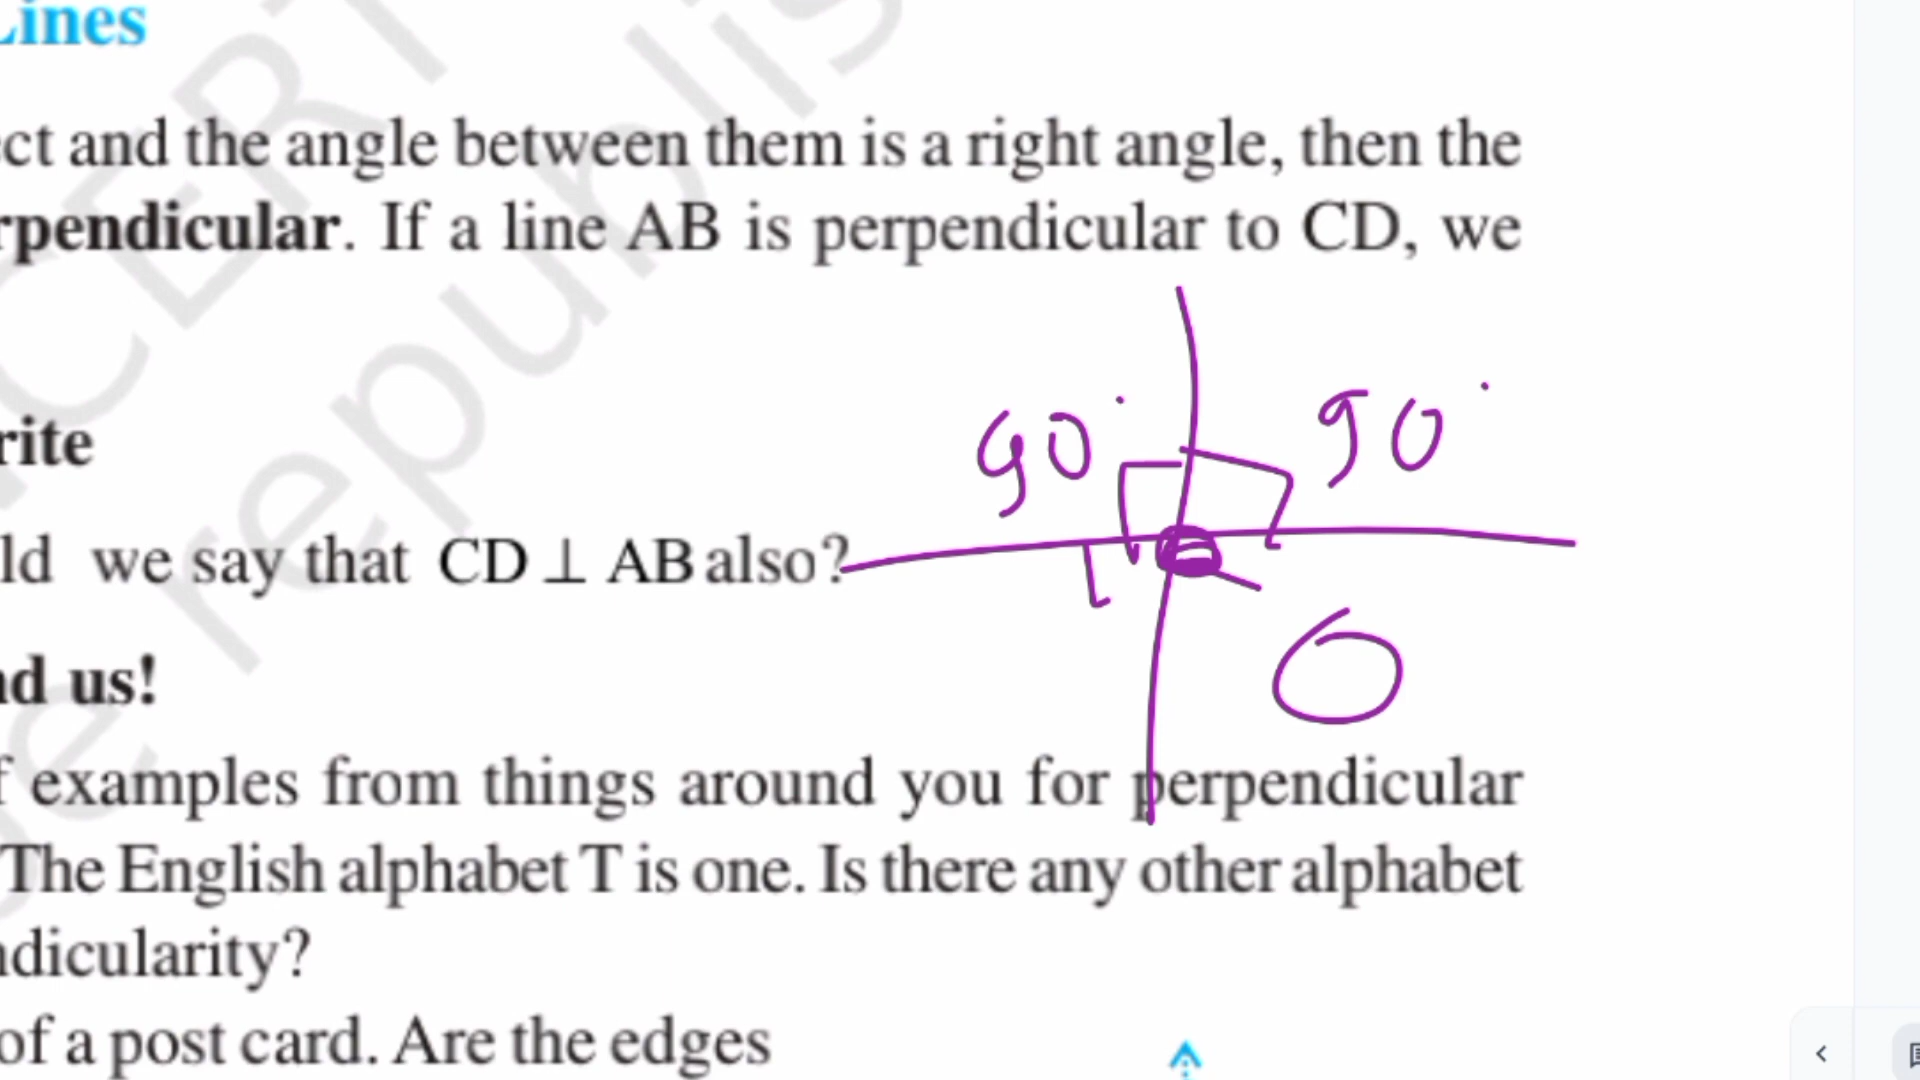 Lines
ct and the angle between them is a right angle, then the
rpendicular. If a line AB is perpendicular to CD, we
90° 90°
rite
ld we say that CD ⊥ AB also?
O
d us!
f examples from things around you for perpendicular
The English alphabet T is one. Is there any other alphabet
dicularity?
of a post card. Are the edges